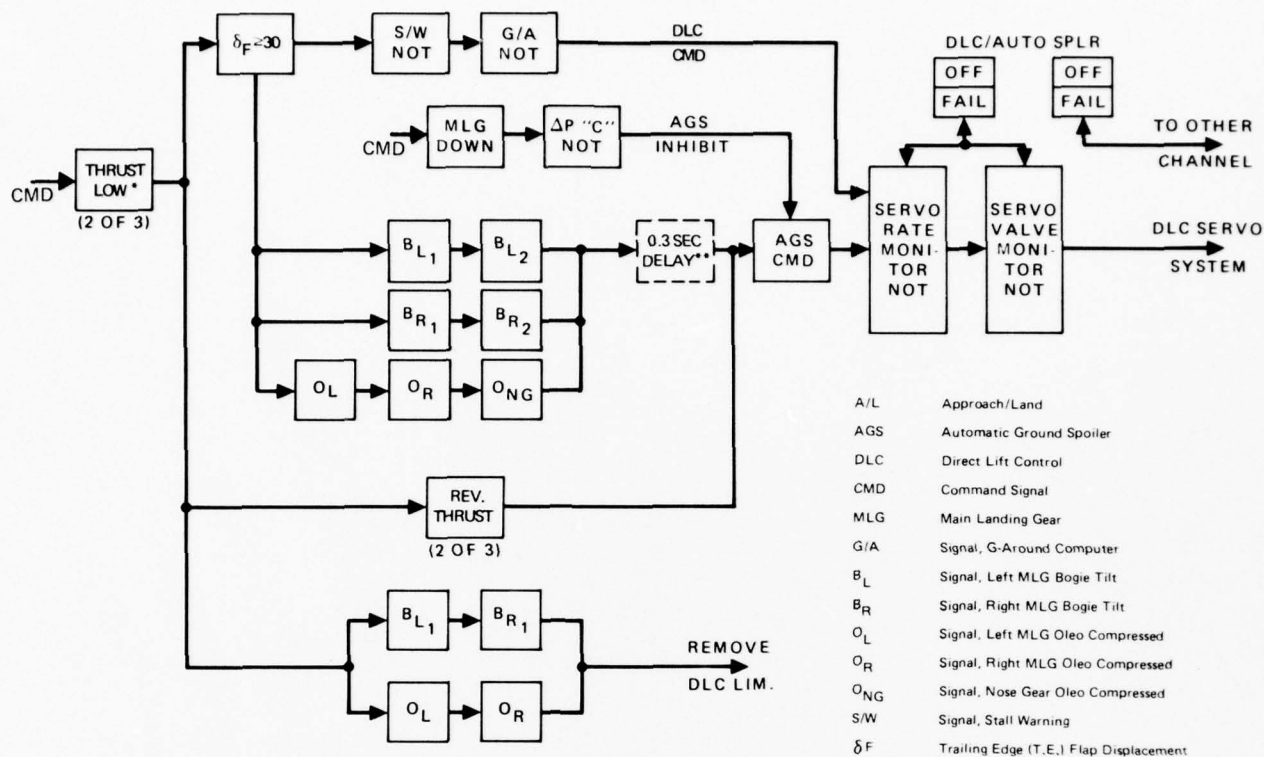 δF ≥30
S/W
NOT
G/A
NOT
DLC
CMD
DLC/AUTO SPLR
OFF
FAIL
OFF
FAIL
CMD
MLG
DOWN
ΔP "C"
NOT
AGS
INHIBIT
TO OTHER
CHANNEL
CMD
THRUST
LOW*
(2 OF 3)
BL1
BL2
0.3 SEC
DELAY**
AGS
CMD
SERVO
RATE
MONI-
TOR
NOT
SERVO
VALVE
MONI-
TOR
NOT
DLC SERVO
SYSTEM
BR1
BR2
OL
OR
ONG
REV.
THRUST
(2 OF 3)
BL1
BR1
OL
OR
REMOVE
DLC LIM.
A/L Approach/Land
AGS Automatic Ground Spoiler
DLC Direct Lift Control
CMD Command Signal
MLG Main Landing Gear
G/A Signal, G-Around Computer
BL Signal, Left MLG Bogie Tilt
BR Signal, Right MLG Bogie Tilt
OL Signal, Left MLG Oleo Compressed
OR Signal, Right MLG Oleo Compressed
ONG Signal, Nose Gear Oleo Compressed
S/W Signal, Stall Warning
δF Trailing Edge (T.E.) Flap Displacement